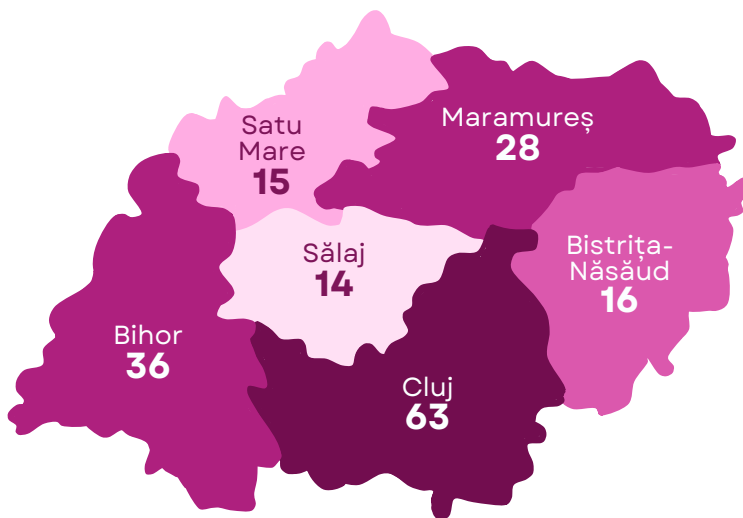 Satu
Mare
15
Maramureș
28
Sălaj
14
Bistrița-
Năsăud
16
Bihor
36
Cluj
63